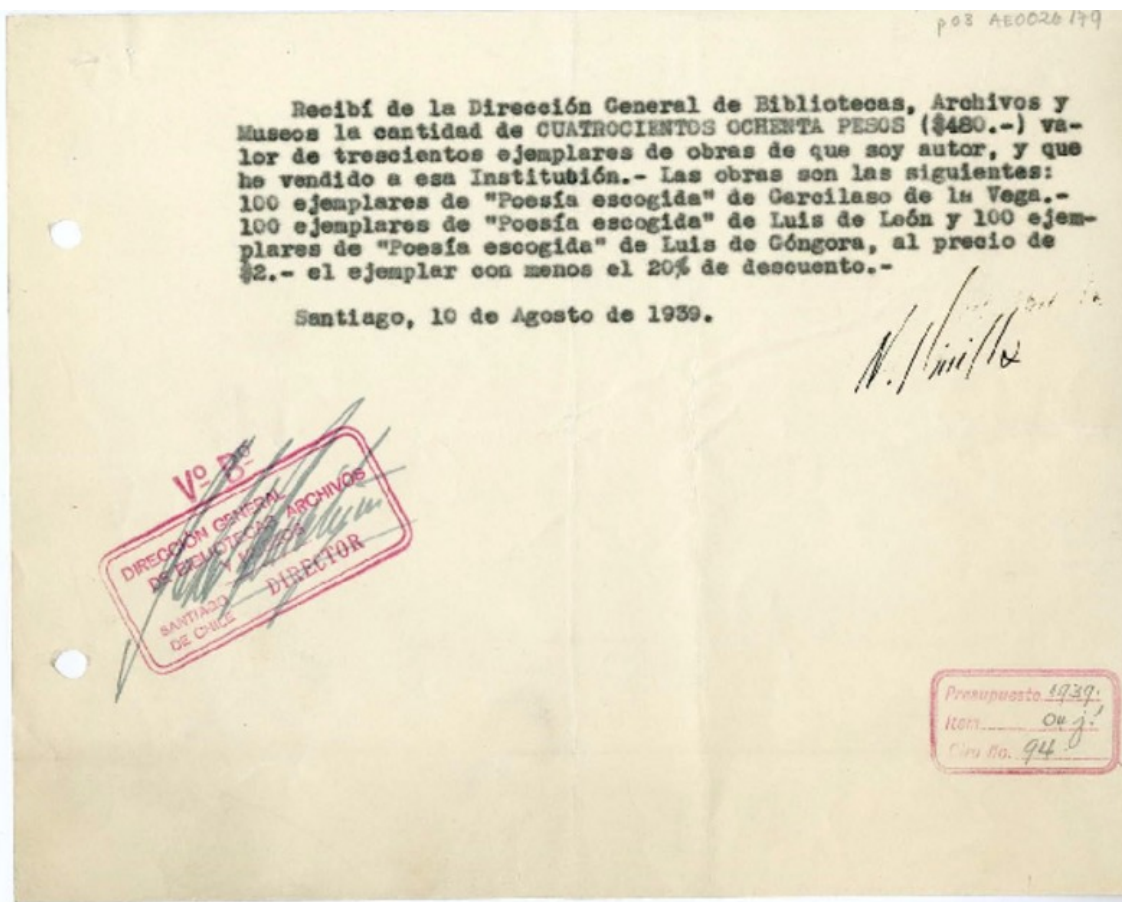 p03 AE0026179
Recibí de la Dirección General de Bibliotecas, Archivos y
Museos la cantidad de CUATROCIENTOS OCHENTA PESOS ($480.-) va-
lor de trescientos ejemplares de obras de que soy autor, y que
he vendido a esa Institubión.- Las obras son las siguientes:
100 ejemplares de "Poesía escogida" de Garcilaso de la Vega.-
100 ejemplares de "Poesía escogida" de Luis de León y 100 ejem-
plares de "Poesía escogida" de Luis de Góngora, al precio de
$2.- el ejemplar con menos el 20% de descuento.-
Santiago, 10 de Agosto de 1939.
Vº Bº
DIRECCIÓN GENERAL
DE BIBLIOTECAS ARCHIVOS
Y MUSEOS
DIRECTOR
SANTIAGO
DE CHILE
Presupuesto 1939.
Item
Giro No. 94